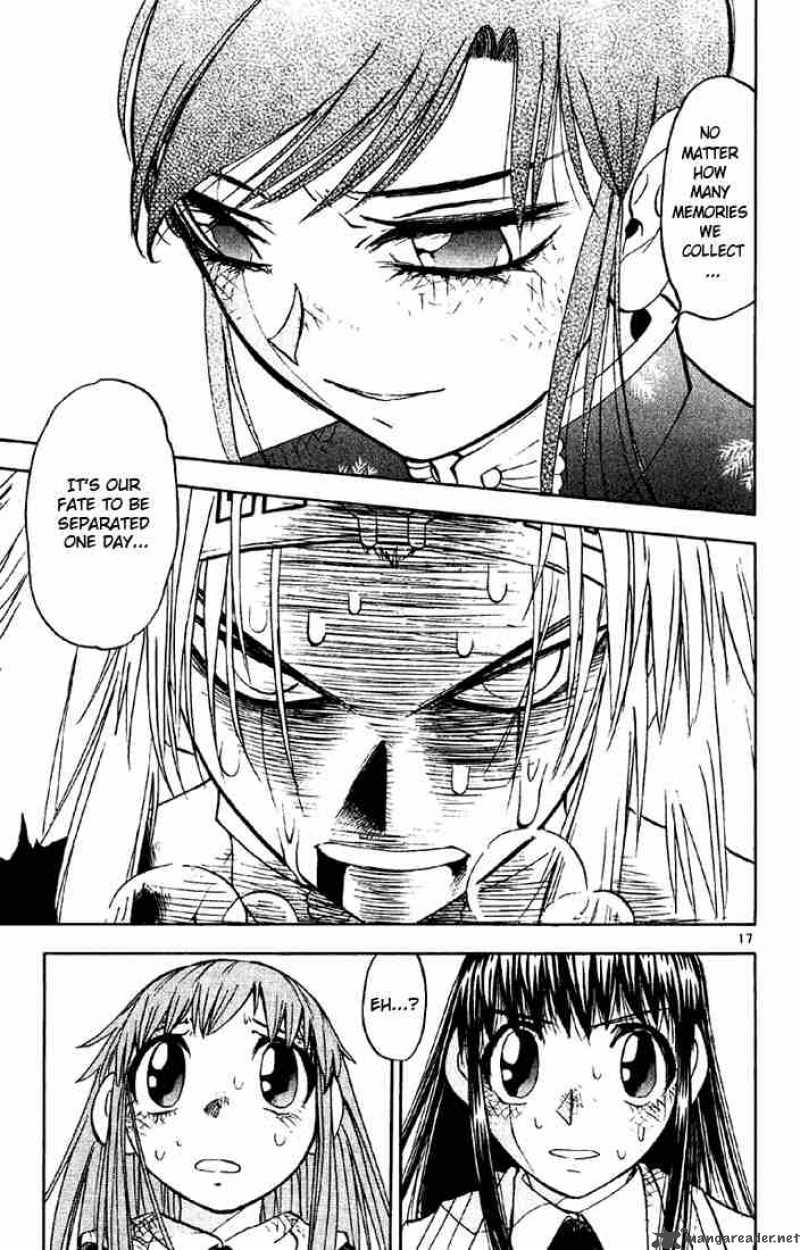 NO
MATTER
HOW
MANY
MEMORIES
WE
COLLECT
...
IT'S OUR
FATE TO BE
SEPARATED
ONE DAY...
17
EH...?
mangareader.net